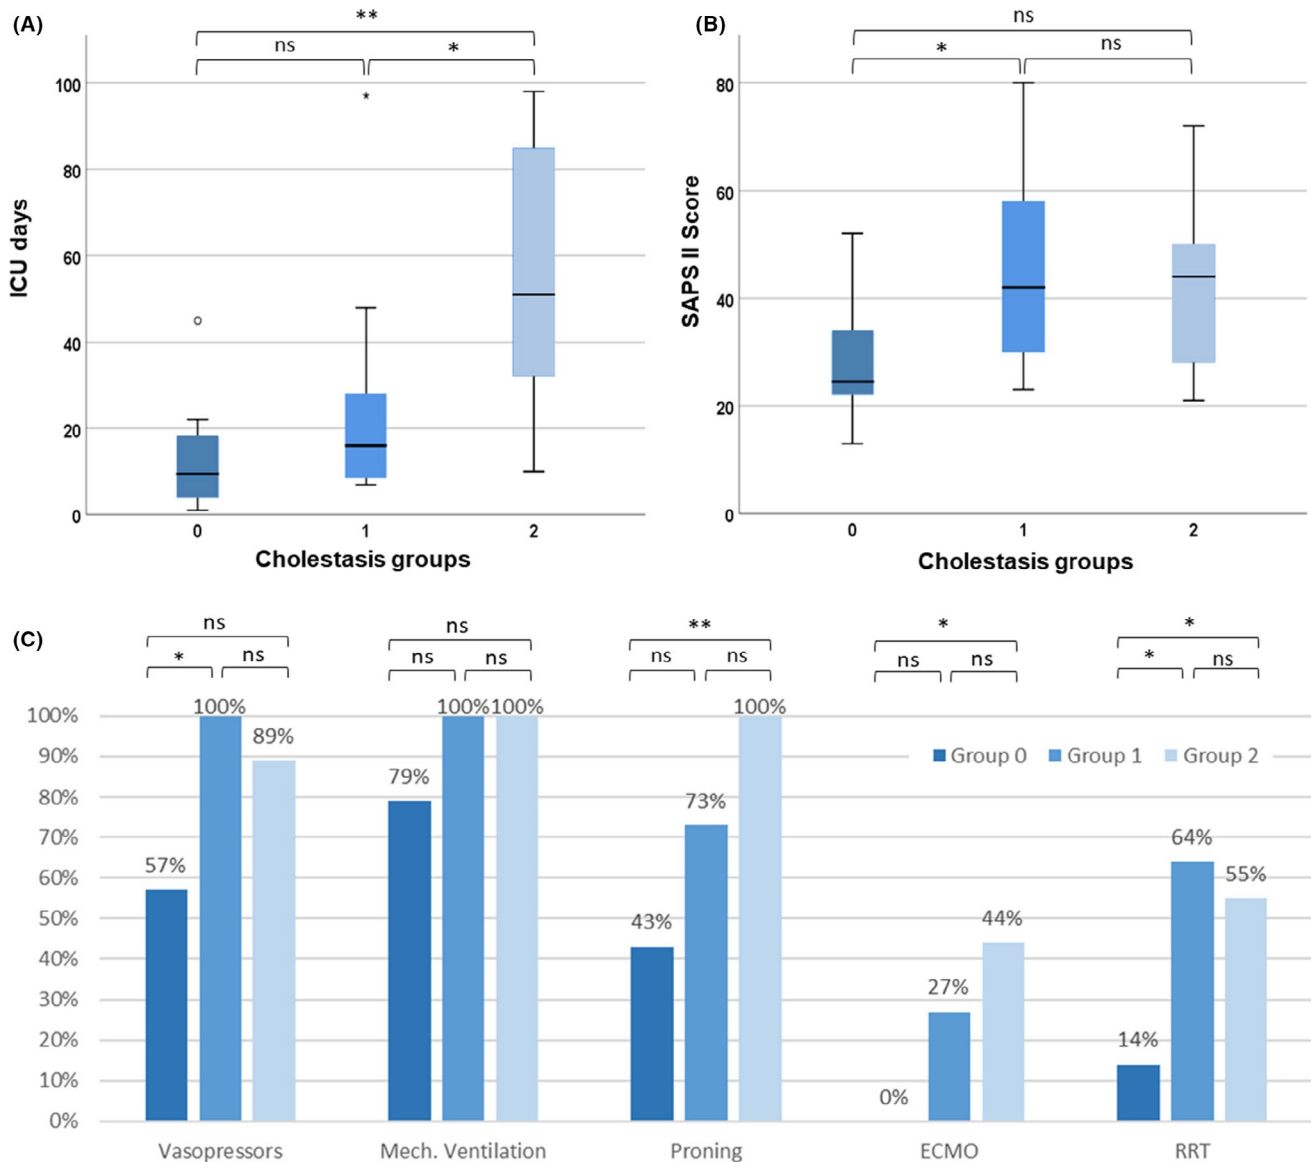 (A)
**
ns
*
100
*
80
60
40
20
0
ICU days
0
1
2
Cholestasis groups
(B)
ns
*
ns
80
60
40
20
0
SAPS II Score
0
1
2
Cholestasis groups
(C)
ns
*
ns
ns
ns
ns
**
ns
ns
*
ns
ns
*
*
ns
100%
90%
80%
70%
60%
50%
40%
30%
20%
10%
0%
57%
100%
89%
79%
100%
100%
43%
73%
100%
0%
27%
44%
14%
64%
55%
Group 0
Group 1
Group 2
Vasopressors
Mech. Ventilation
Proning
ECMO
RRT